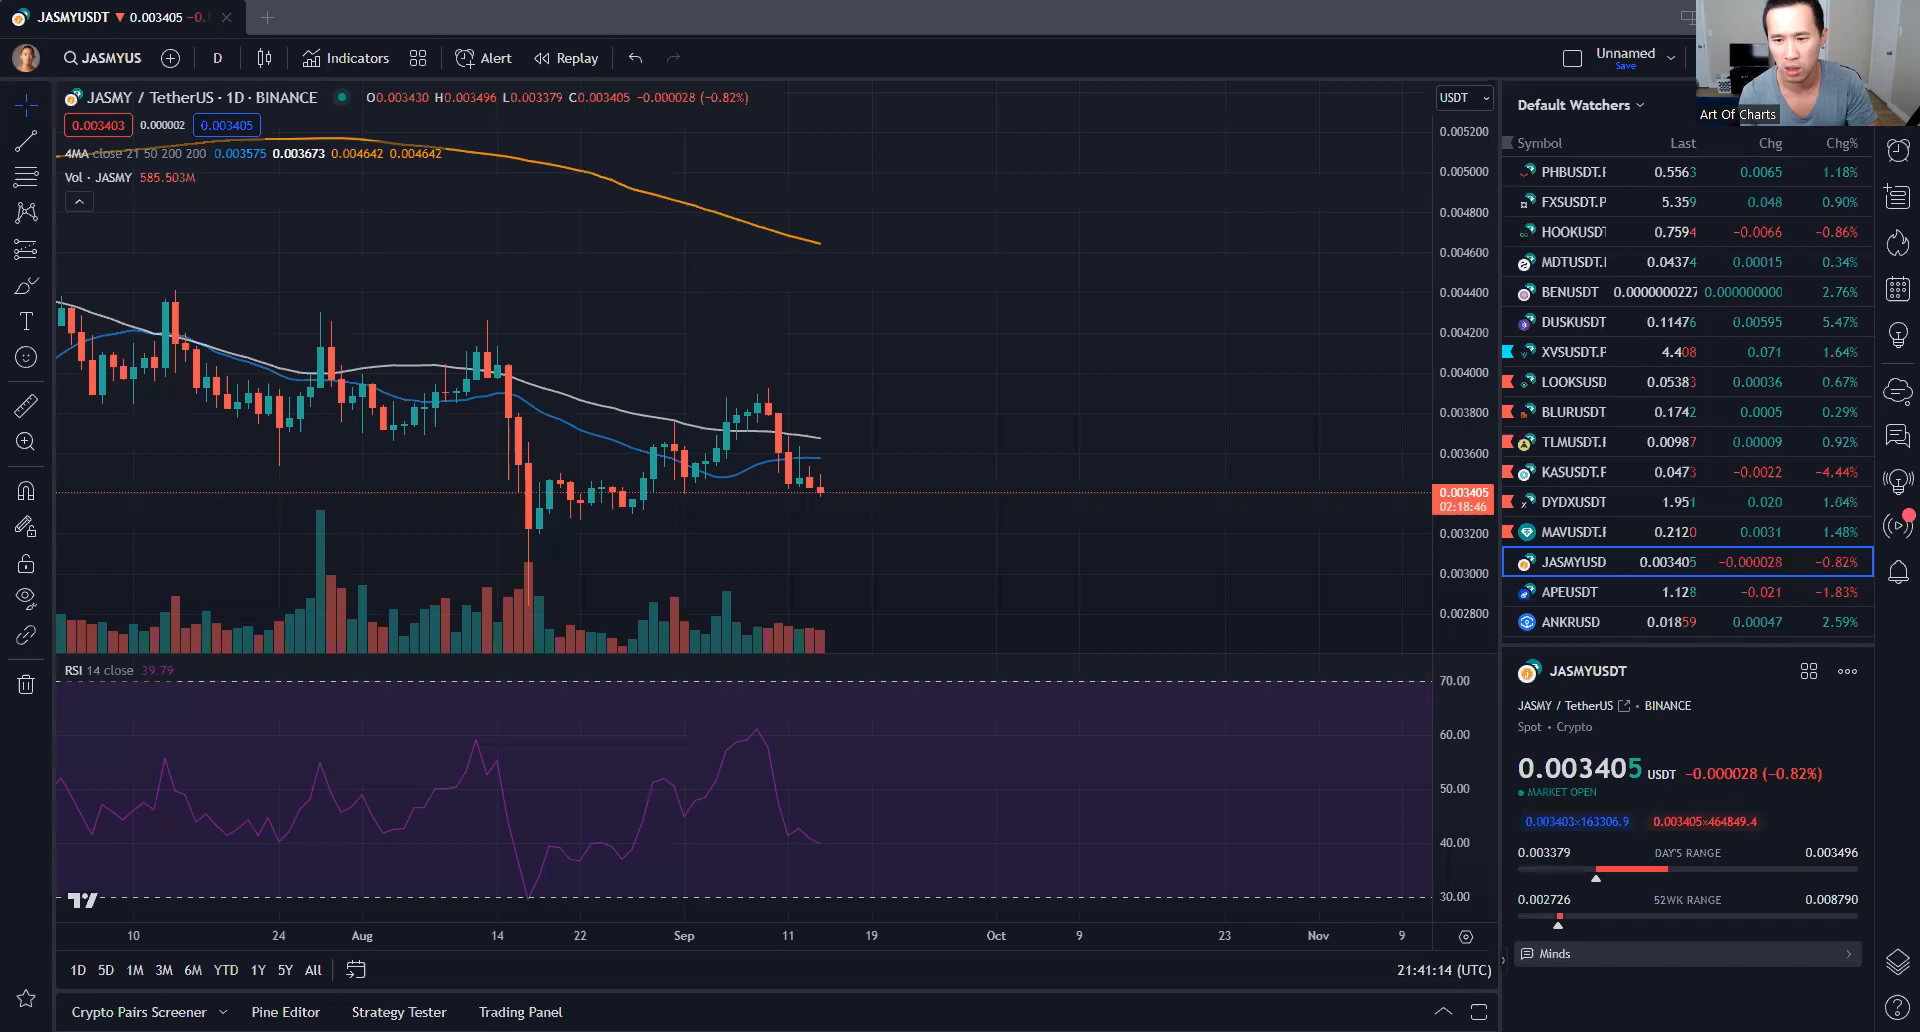 JASMYUSDT ▼ 0.003405 −0.
JASMYUS
D
Indicators
Alert
Replay
Unnamed
Save
Art Of Charts
JASMY / TetherUS · 1D · BINANCE
O0.003430 H0.003496 L0.003379 C0.003405 −0.000028 (−0.82%)
0.003403 0.000002 0.003405
4MA close 21 50 200 200 0.003575 0.003673 0.004642 0.004642
Vol · JASMY 585.503M
USDT
0.005200
0.005000
0.004800
0.004600
0.004400
0.004200
0.004000
0.003800
0.003600
0.003405
02:18:46
0.003200
0.003000
0.002800
RSI 14 close 39.79
70.00
60.00
50.00
40.00
30.00
10 24 Aug 14 22 Sep 11 19 Oct 9 23 Nov 9
1D 5D 1M 3M 6M YTD 1Y 5Y All
21:41:14 (UTC)
Crypto Pairs Screener Pine Editor Strategy Tester Trading Panel
Default Watchers
Symbol Last Chg Chg%
PHBUSDT.F 0.5563 0.0065 1.18%
FXSUSDT.P 5.359 0.048 0.90%
HOOKUSDT 0.7594 −0.0066 −0.86%
MDTUSDT. 0.04374 0.00015 0.34%
BENUSDT 0.0000000227 0.000000000 2.76%
DUSKUSDT 0.11476 0.00595 5.47%
XVSUSDT.P 4.408 0.071 1.64%
LOOKSUSD 0.05383 0.00036 0.67%
BLURUSDT 0.1742 0.0005 0.29%
TLMUSDT.F 0.00987 0.00009 0.92%
KASUSDT.F 0.0473 −0.0022 −4.44%
DYDXUSDT 1.951 0.020 1.04%
MAVUSDT.F 0.2120 0.0031 1.48%
JASMYUSD 0.003405 −0.000028 −0.82%
APEUSDT 1.128 −0.021 −1.83%
ANKRUSD 0.01859 0.00047 2.59%
JASMYUSDT
JASMY / TetherUS • BINANCE
Spot • Crypto
0.003405 USDT −0.000028 (−0.82%)
MARKET OPEN
0.003403×163306.9 0.003405×464849.4
0.003379 DAY'S RANGE 0.003496
0.002726 52WK RANGE 0.008790
Minds